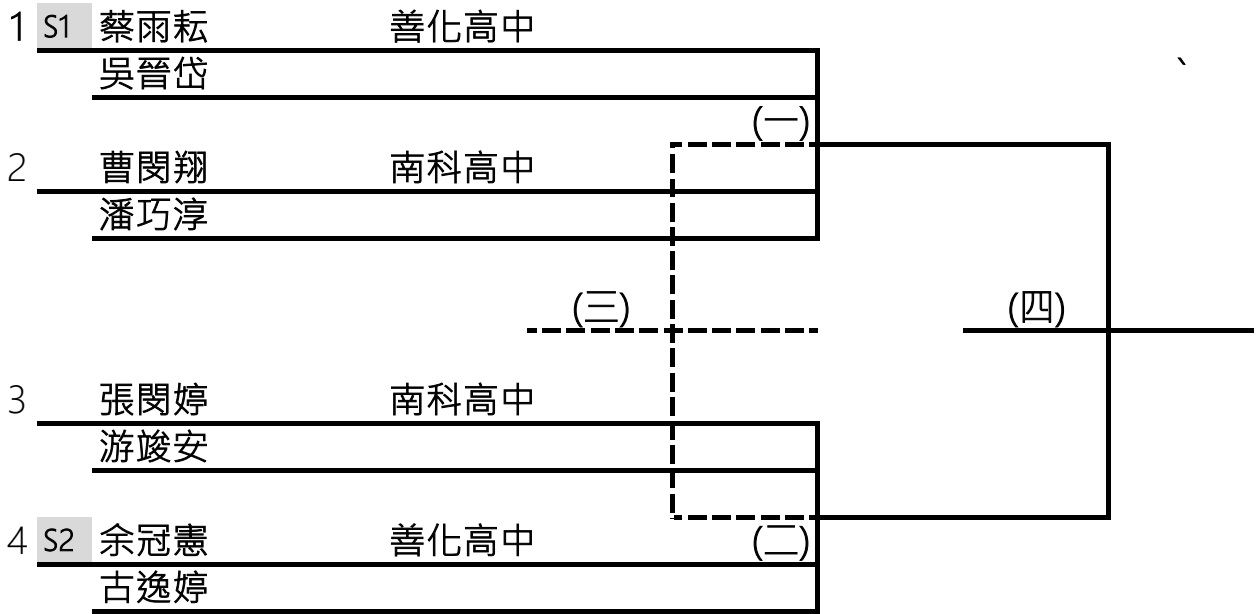 1 S1 蔡雨耘 善化高中
吳晉岱
(一)
2 曹閔翔 南科高中
潘巧淳
(三) (四)
3 張閔婷 南科高中
游竣安
4 S2 余冠憲 善化高中 (二)
古逸婷
、